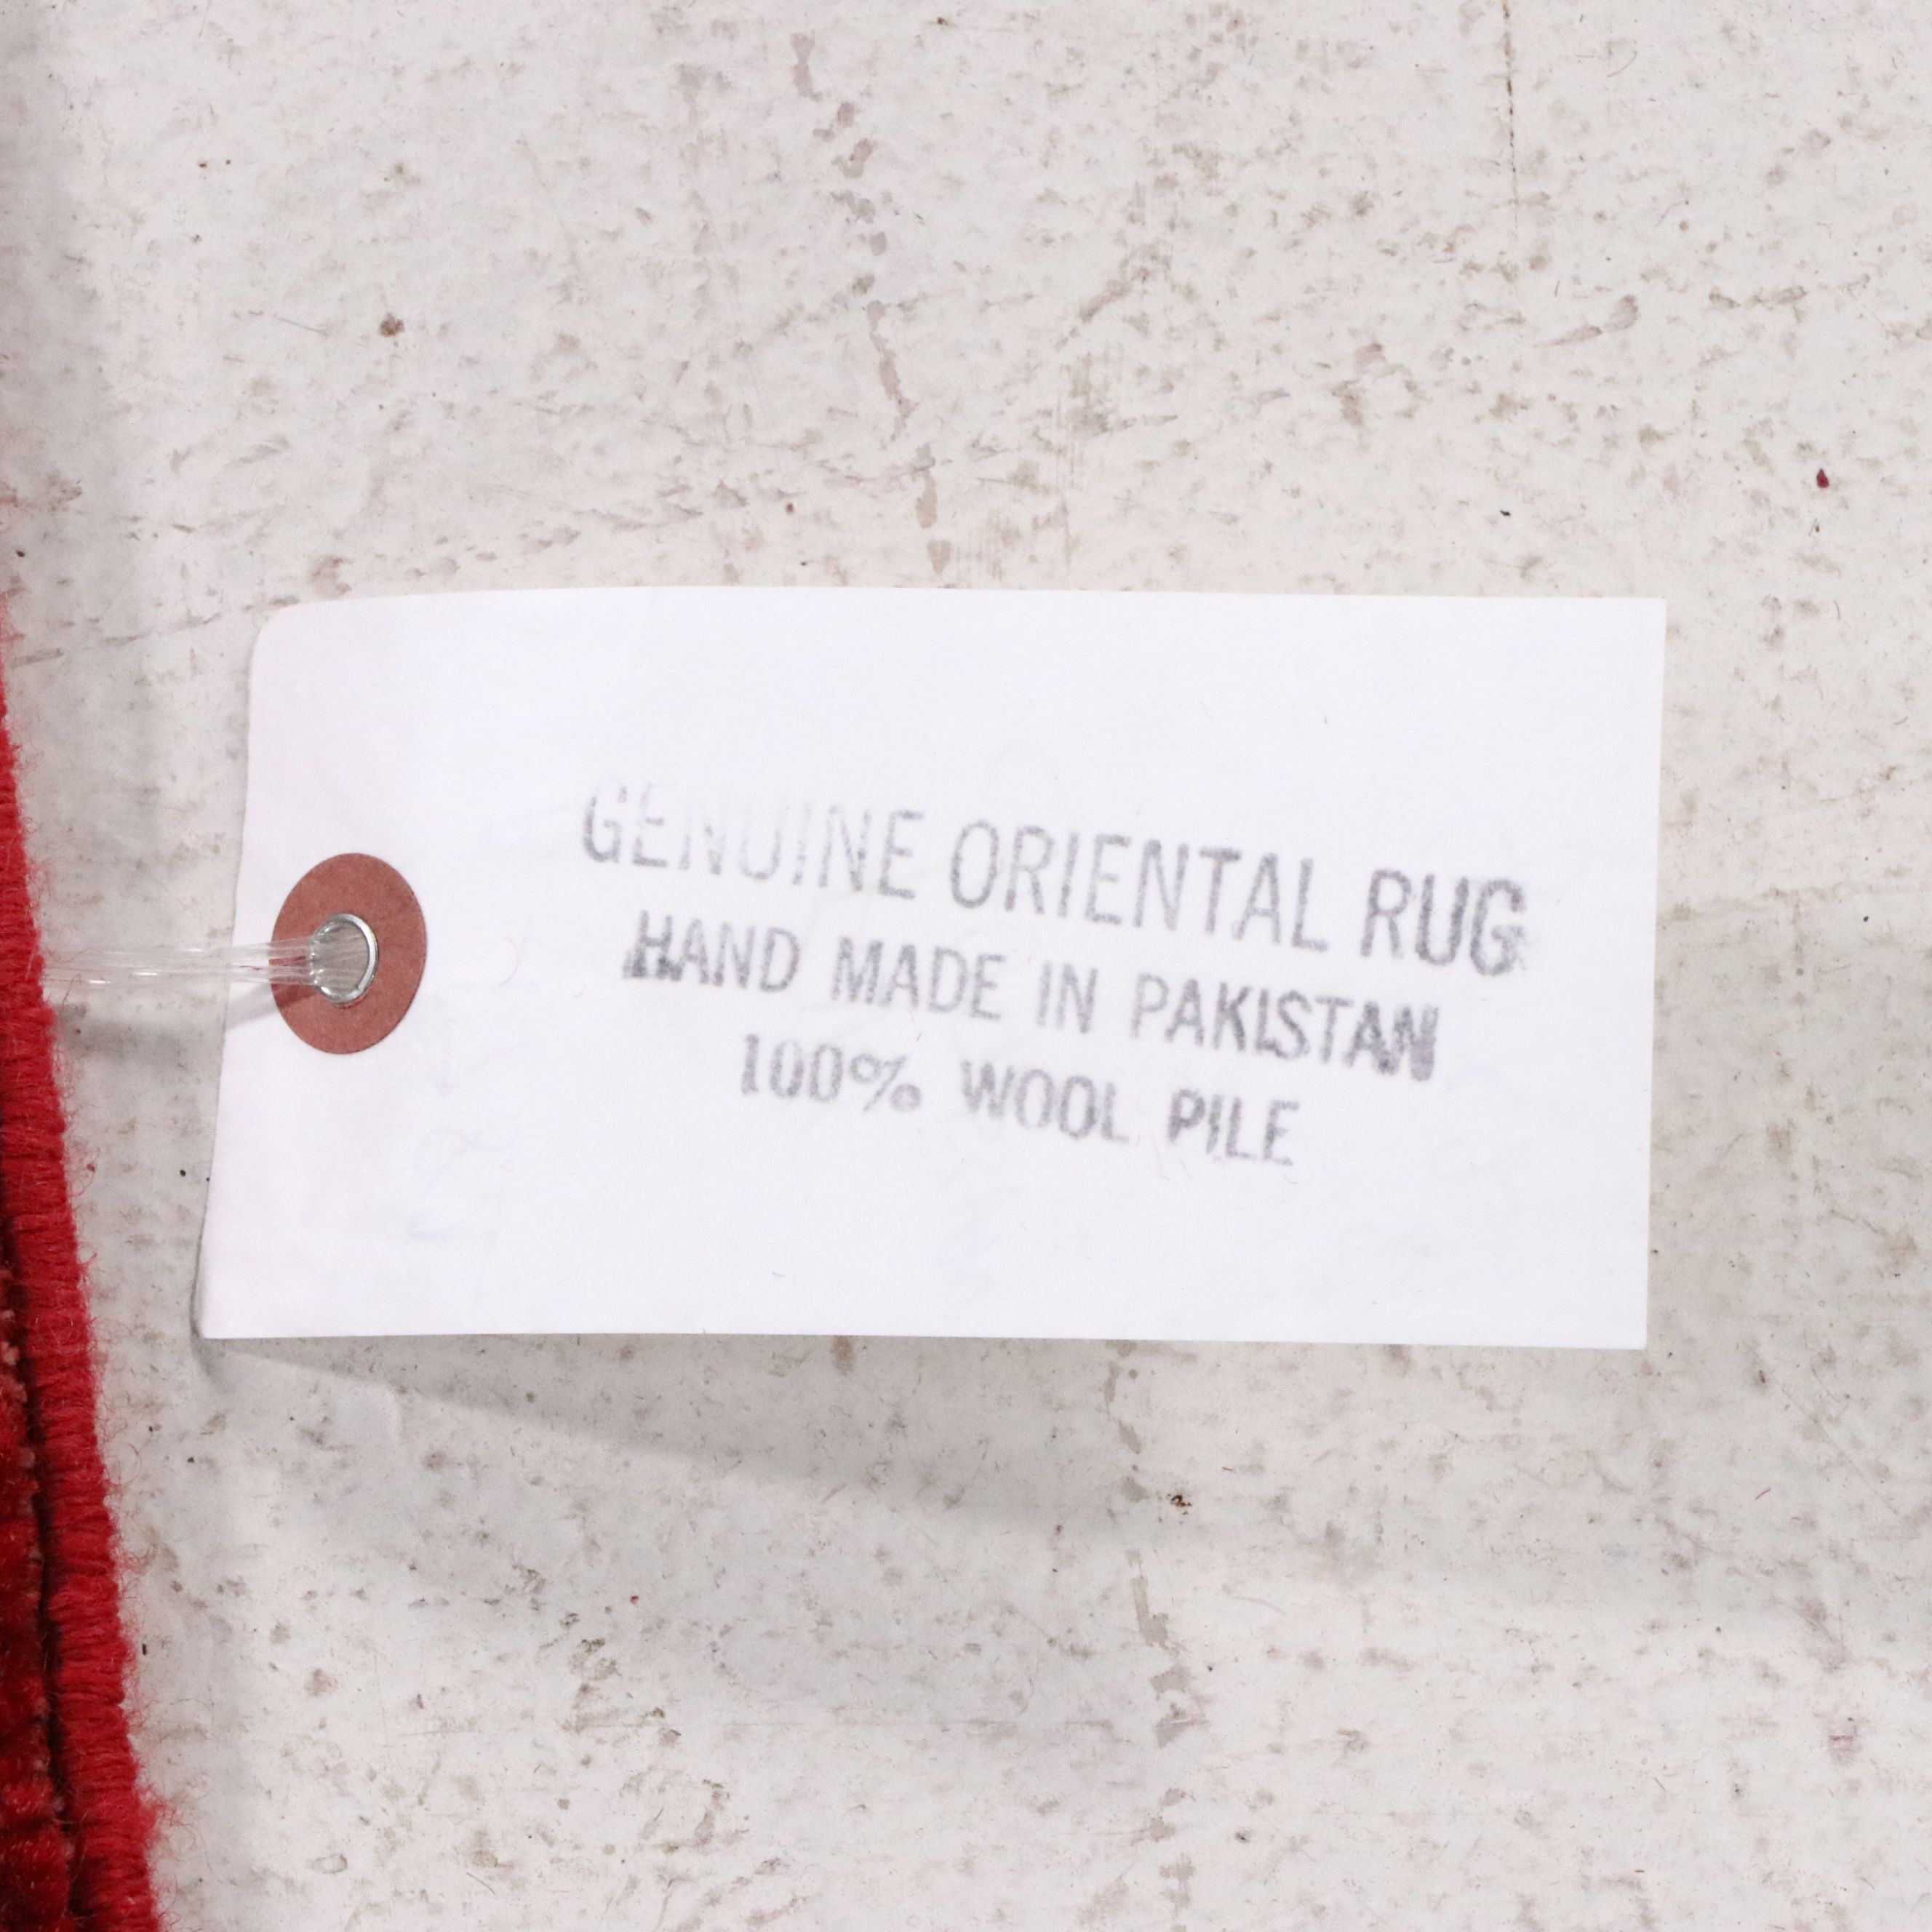 GENUINE ORIENTAL RUG
HAND MADE IN PAKISTAN
100% WOOL PILE